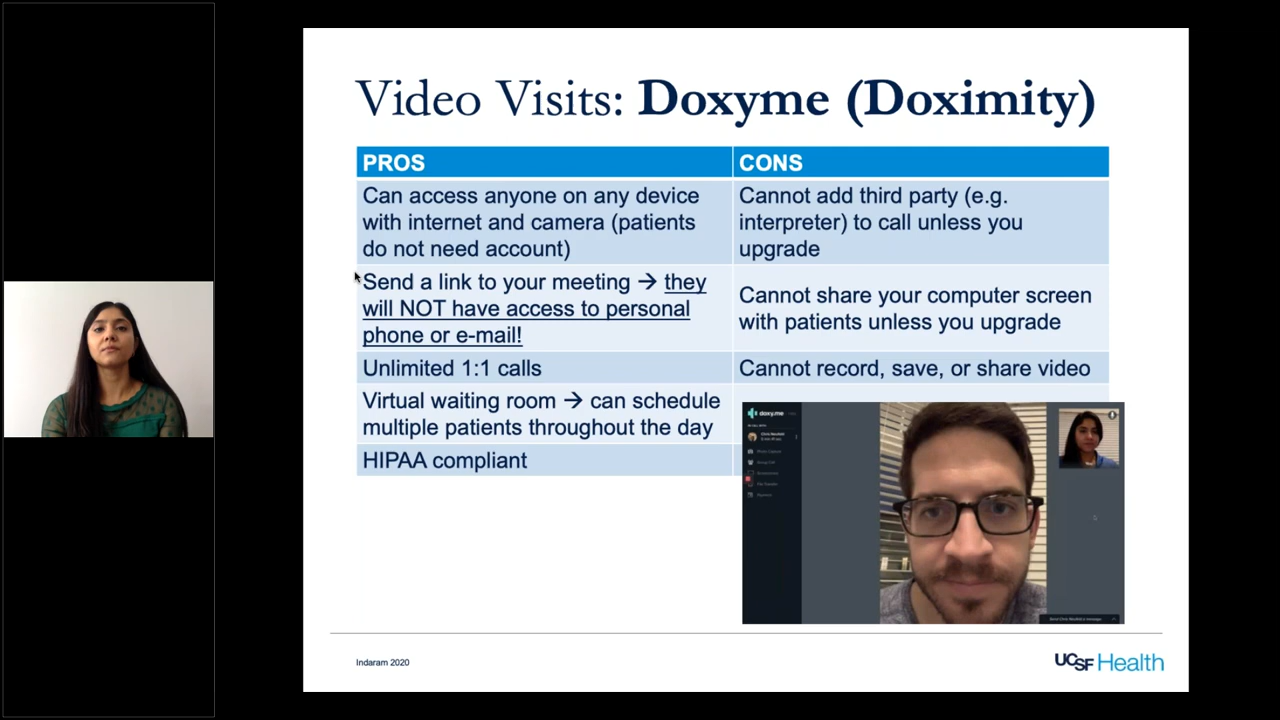 Video Visits: Doxyme (Doximity)
PROS
CONS
Can access anyone on any device
with internet and camera (patients
do not need account)
Cannot add third party (e.g.
interpreter) to call unless you
upgrade
Send a link to your meeting → they
will NOT have access to personal
phone or e-mail!
Cannot share your computer screen
with patients unless you upgrade
Unlimited 1:1 calls
Cannot record, save, or share video
Virtual waiting room → can schedule
multiple patients throughout the day
HIPAA compliant
doxy.me
Indaram 2020
UCSF Health